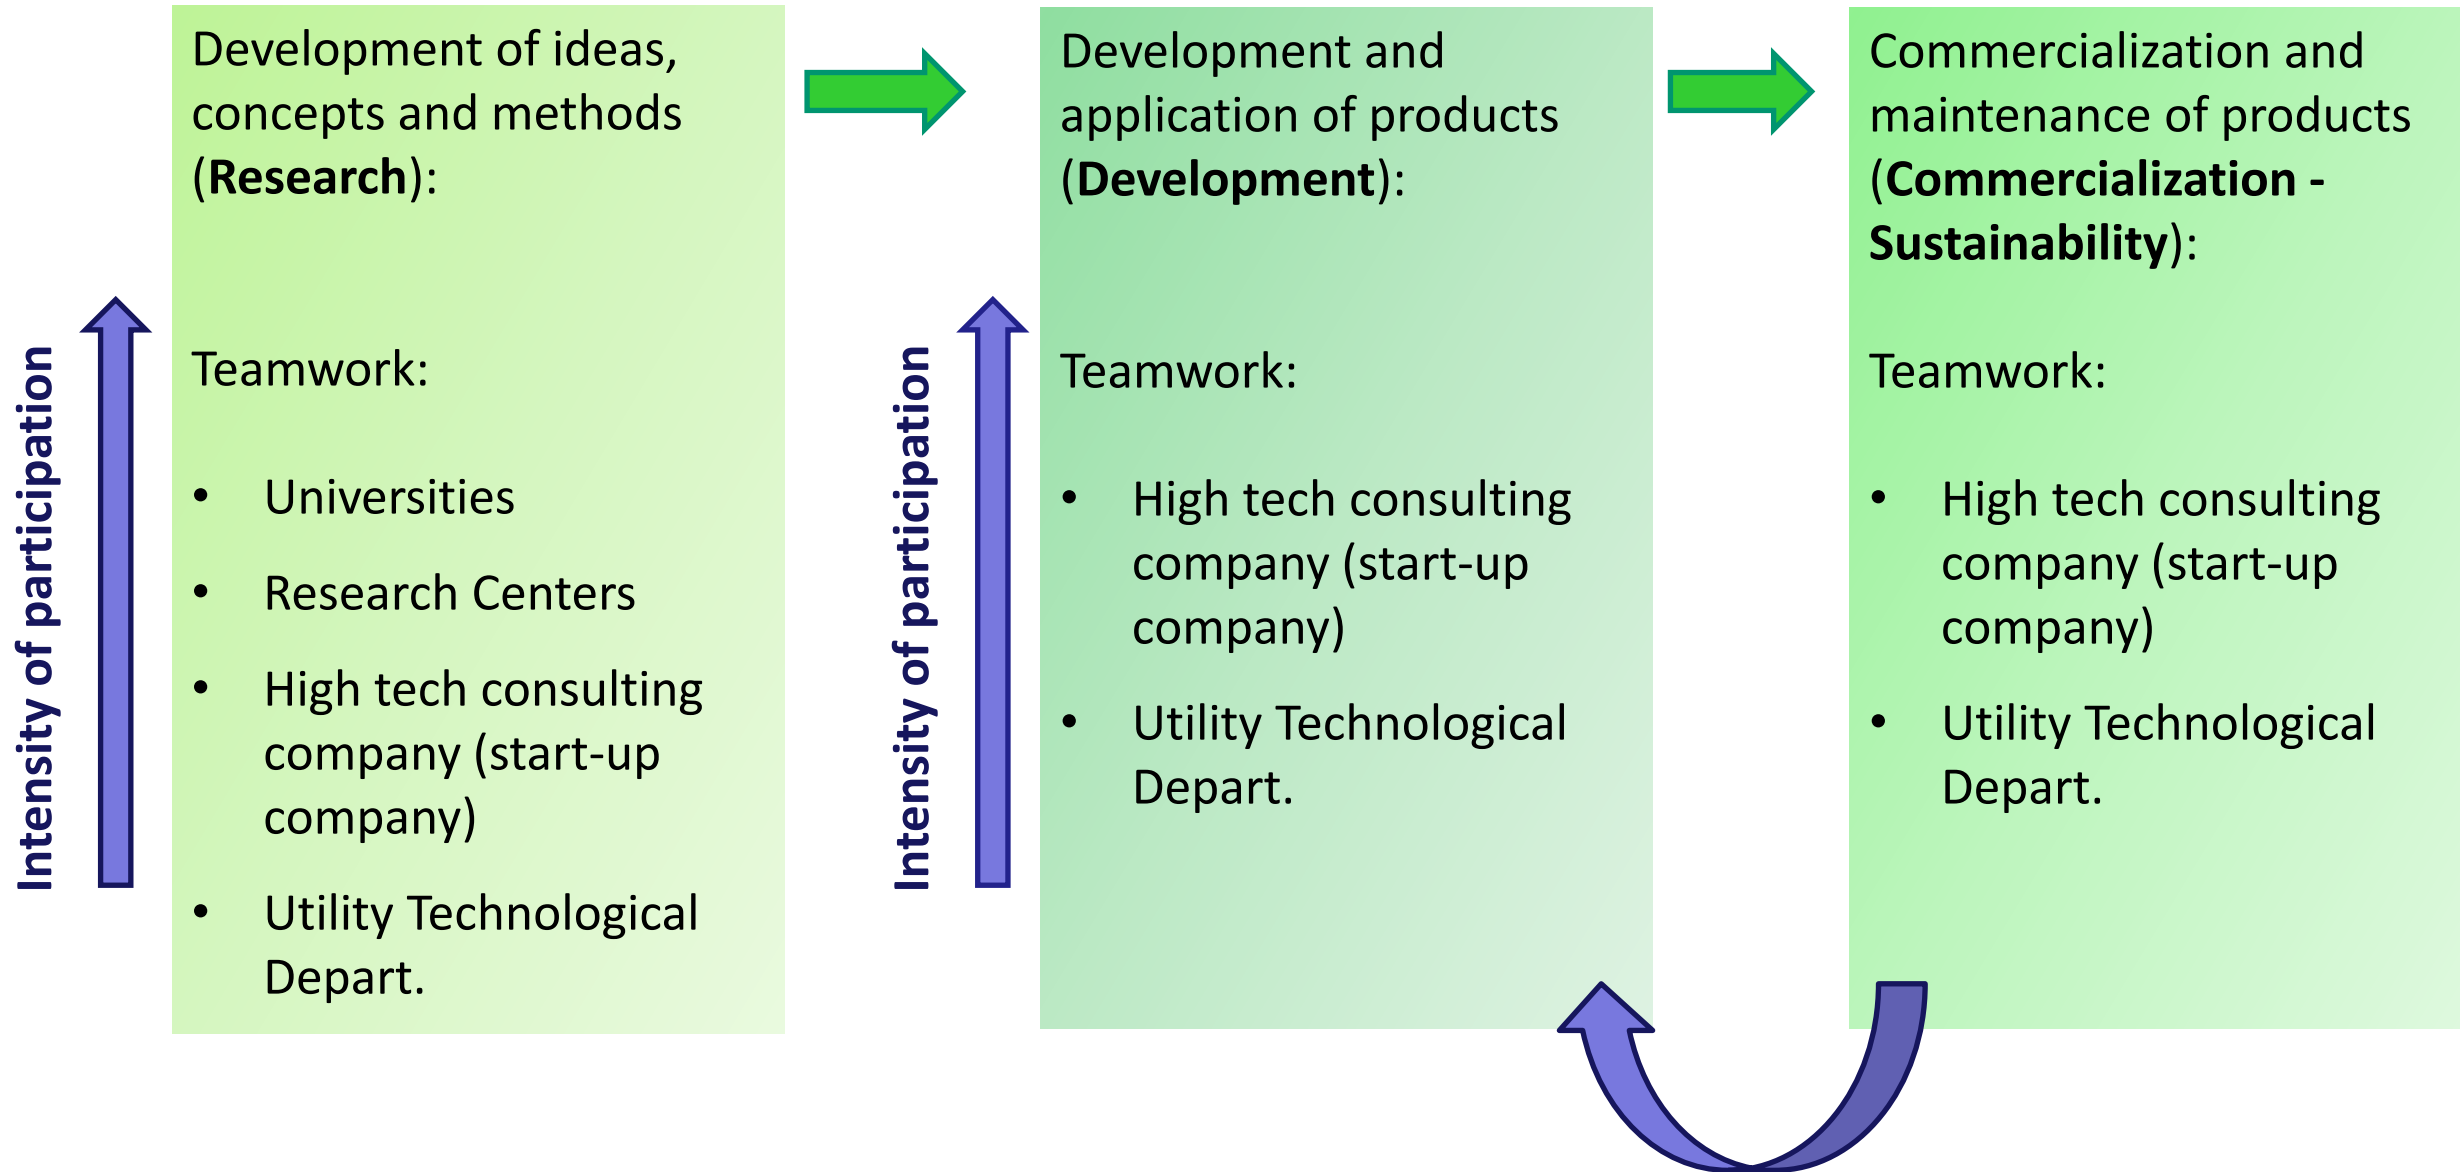 Intensity of participation
Development of ideas,
concepts and methods
(Research):
Teamwork:
• Universities
• Research Centers
• High tech consulting
company (start-up
company)
• Utility Technological
Depart.
Intensity of participation
Development and
application of products
(Development):
Teamwork:
• High tech consulting
company (start-up
company)
• Utility Technological
Depart.
Commercialization and
maintenance of products
(Commercialization -
Sustainability):
Teamwork:
• High tech consulting
company (start-up
company)
• Utility Technological
Depart.